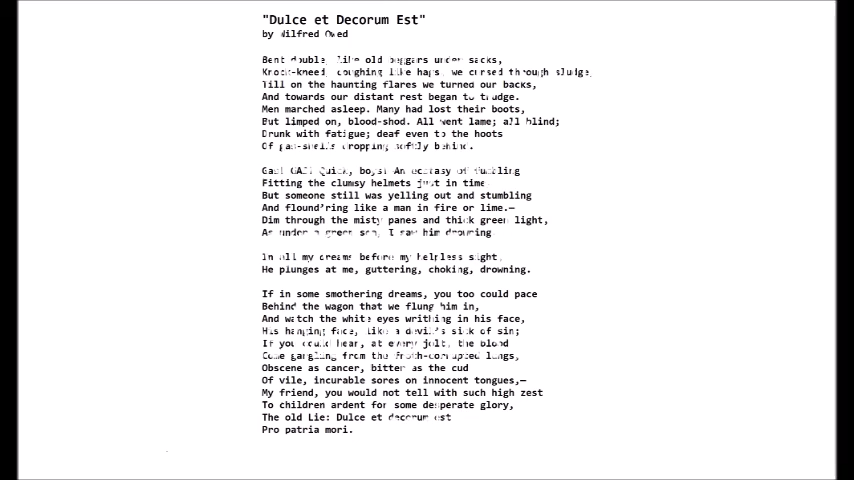 "Dulce et Decorum Est"
by Wilfred Owed
Bent double, like old beggars under sacks,
Knock-kneed, coughing like hags, we cursed through sludge,
Till on the haunting flares we turned our backs,
And towards our distant rest began to trudge.
Men marched asleep. Many had lost their boots,
But limped on, blood-shod. All went lame; all blind;
Drunk with fatigue; deaf even to the hoots
Of gas-shells dropping softly behind.
Gas! GAS! Quick, boys! An ecstasy of fumbling
Fitting the clumsy helmets just in time
But someone still was yelling out and stumbling
And flound'ring like a man in fire or lime.—
Dim through the misty panes and thick green light,
As under a green sea, I saw him drowning
In all my dreams before my helpless sight,
He plunges at me, guttering, choking, drowning.
If in some smothering dreams, you too could pace
Behind the wagon that we flung him in,
And watch the white eyes writhing in his face,
His hanging face, like a devil's sick of sin;
If you could hear, at every jolt, the blood
Come gargling from the froth-corrupted lungs,
Obscene as cancer, bitter as the cud
Of vile, incurable sores on innocent tongues,—
My friend, you would not tell with such high zest
To children ardent for some desperate glory,
The old Lie: Dulce et decorum est
Pro patria mori.